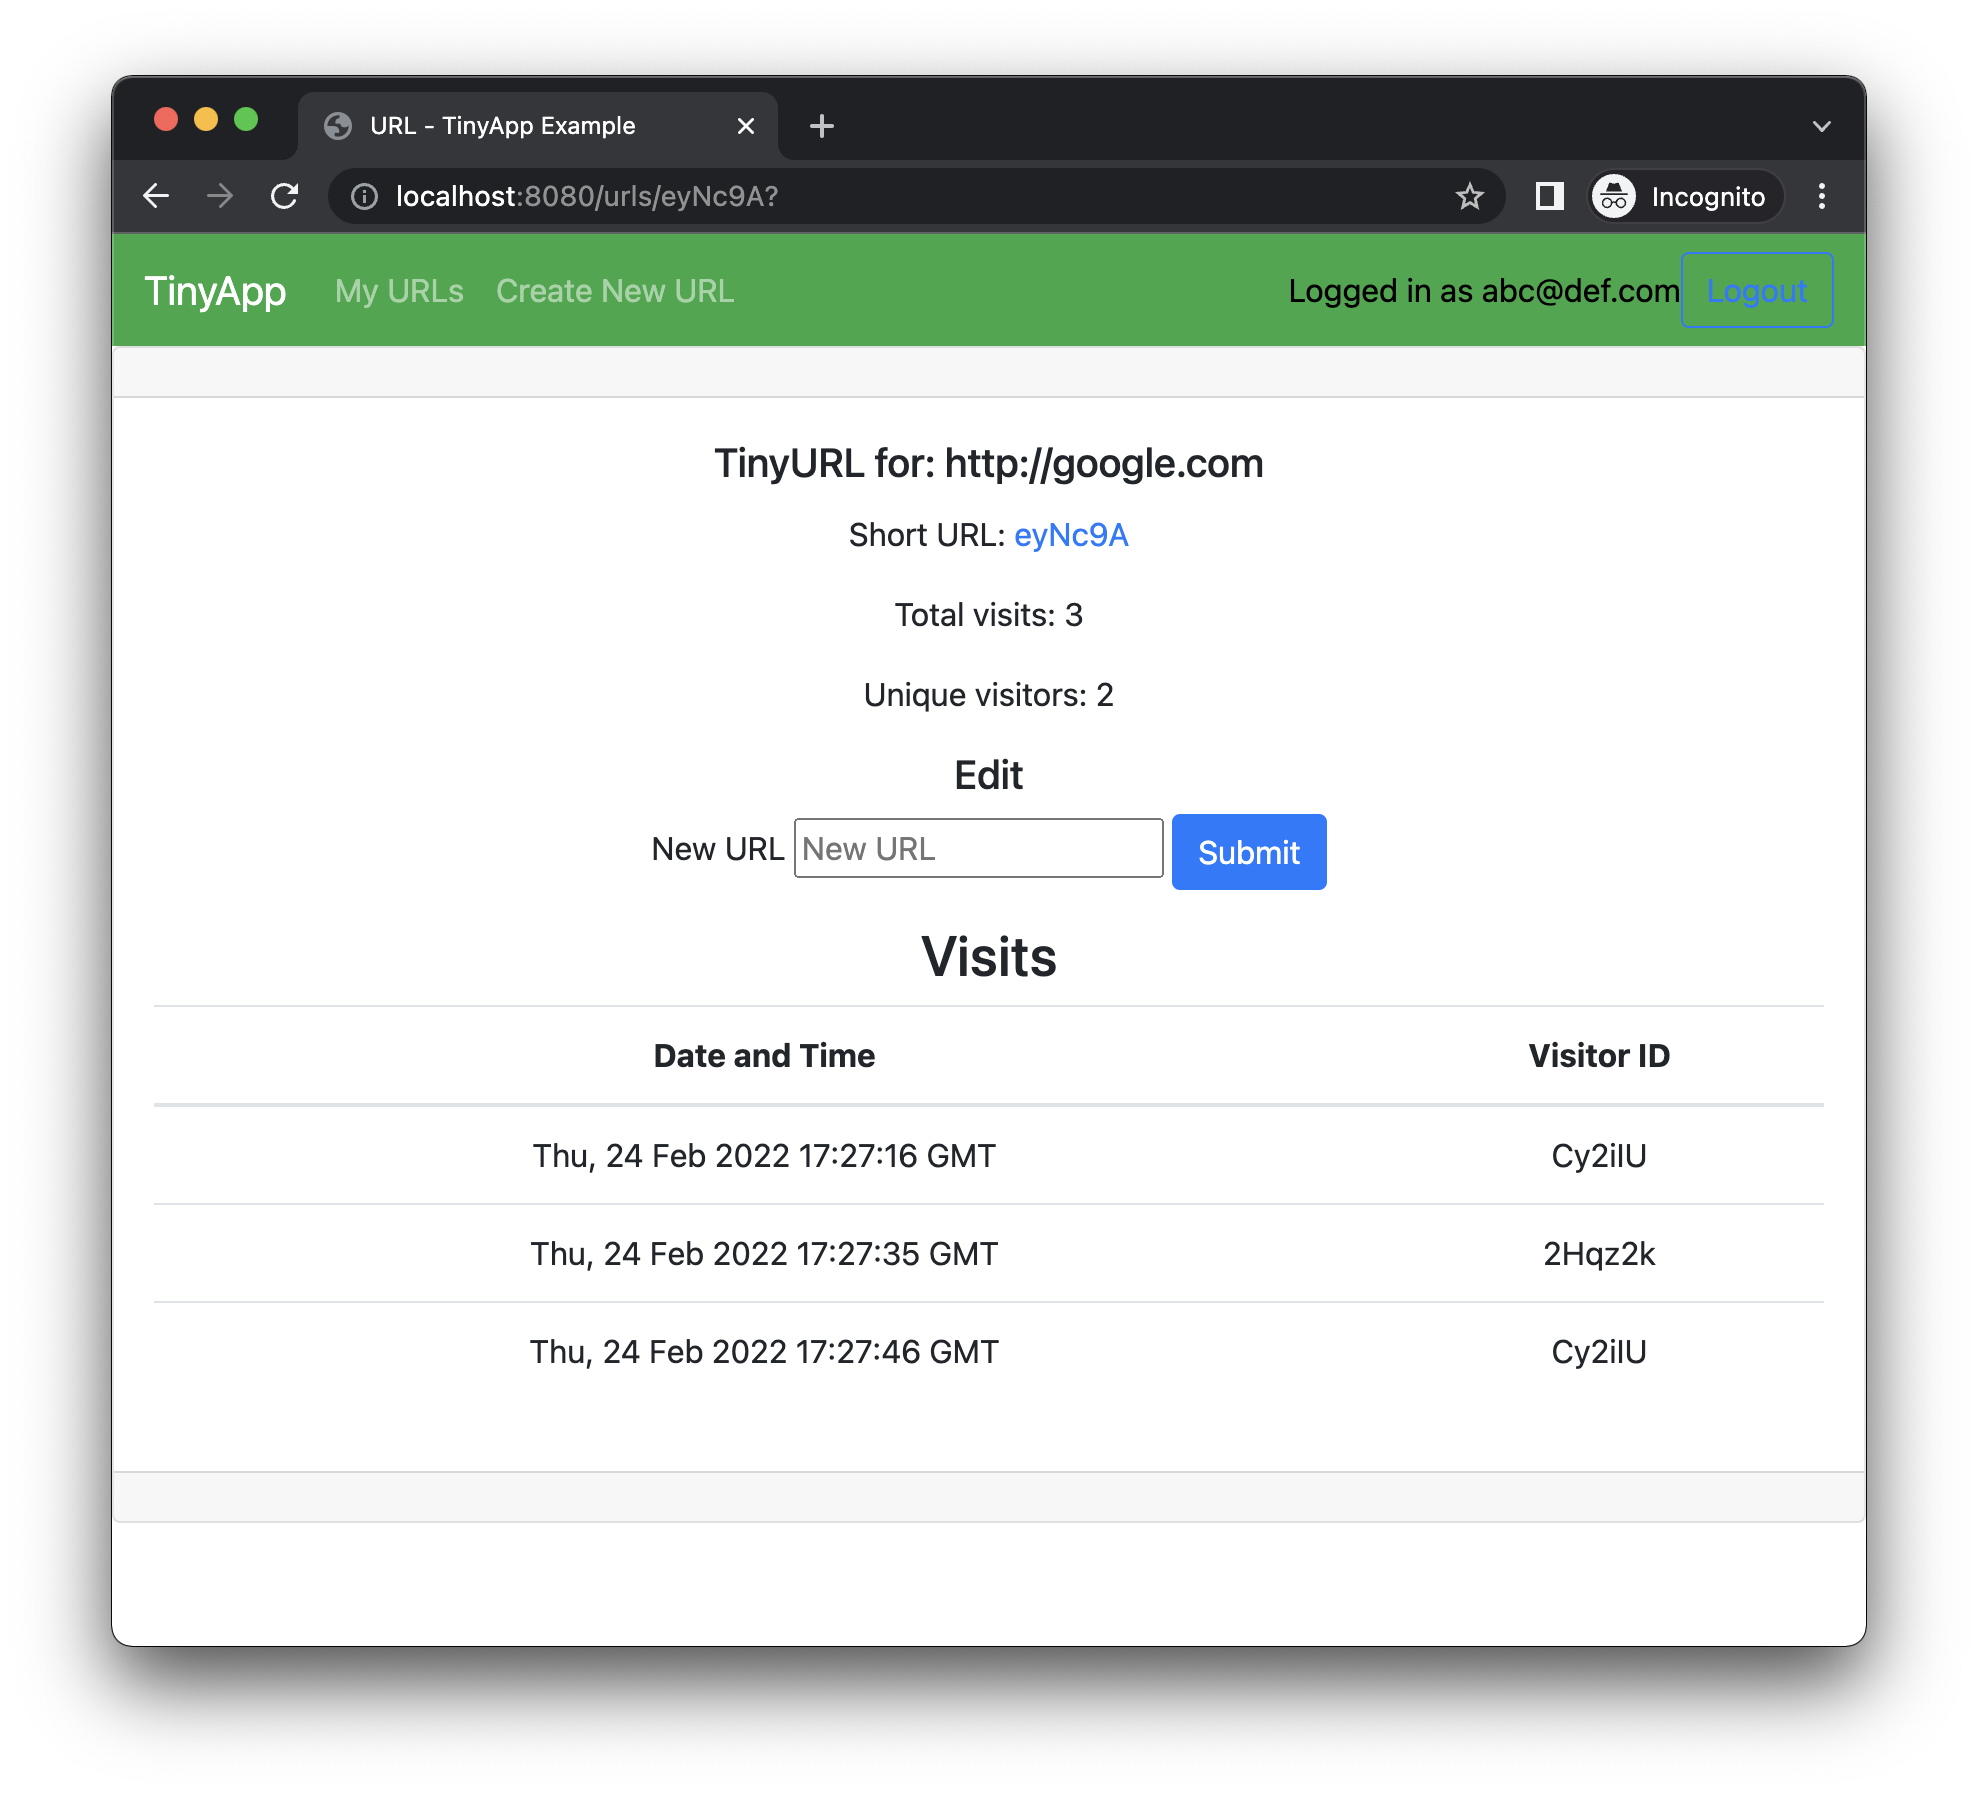 URL - TinyApp Example
localhost:8080/urls/eyNc9A?
Incognito
TinyApp My URLs Create New URL Logged in as abc@def.com Logout
TinyURL for: http://google.com
Short URL: eyNc9A
Total visits: 3
Unique visitors: 2
Edit
New URL New URL Submit
Visits
Date and Time Visitor ID
Thu, 24 Feb 2022 17:27:16 GMT Cy2iIU
Thu, 24 Feb 2022 17:27:35 GMT 2Hqz2k
Thu, 24 Feb 2022 17:27:46 GMT Cy2iIU